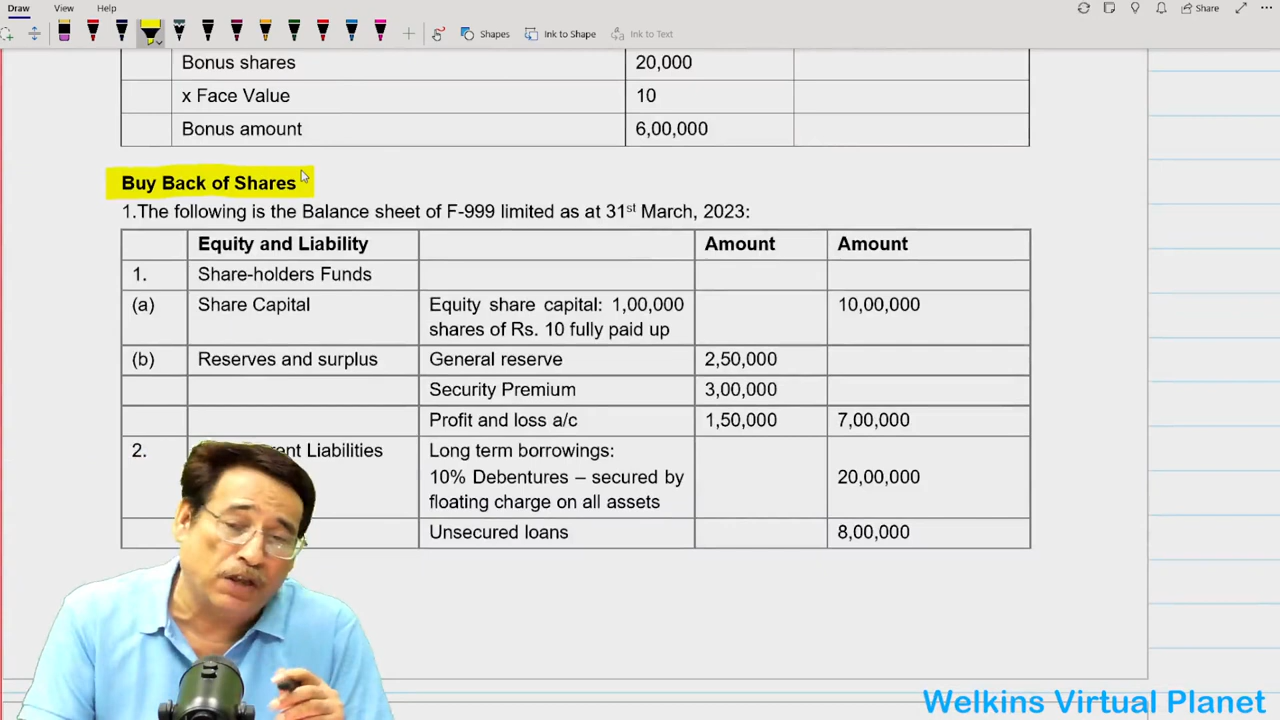 Draw View Help
Share
Shapes Ink to Shape Ink to Text
Bonus shares 20,000
x Face Value 10
Bonus amount 6,00,000
Buy Back of Shares
1.The following is the Balance sheet of F-999 limited as at 31st March, 2023:
Equity and Liability Amount Amount
1. Share-holders Funds
(a) Share Capital Equity share capital: 1,00,000 10,00,000
shares of Rs. 10 fully paid up
(b) Reserves and surplus General reserve 2,50,000
Security Premium 3,00,000
Profit and loss a/c 1,50,000 7,00,000
2. Liabilities Long term borrowings:
10% Debentures – secured by 20,00,000
floating charge on all assets
Unsecured loans 8,00,000
Welkins Virtual Planet